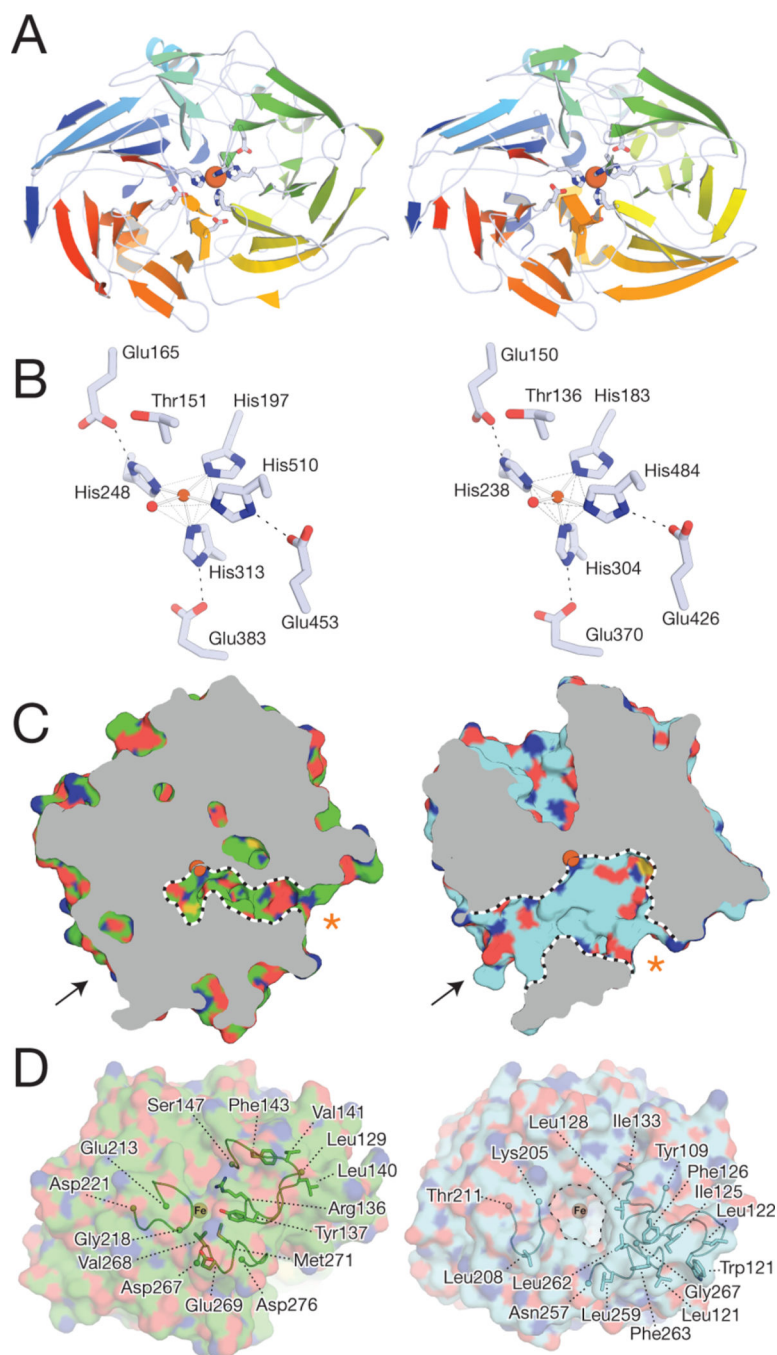 A
B
Glu165
Thr151
His197
His510
His248
His313
Glu453
Glu383
Glu150
Thr136
His183
His484
His238
His304
Glu426
Glu370
C
*
*
D
Ser147
Phe143
Val141
Glu213
Leu129
Leu140
Asp221
Fe
Arg136
Tyr137
Gly218
Val268
Met271
Asp267
Glu269
Asp276
Leu128
Ile133
Lys205
Tyr109
Phe126
Ile125
Thr211
Leu122
Fe
Leu208
Leu262
Trp121
Asn257
Gly267
Leu259
Leu121
Phe263